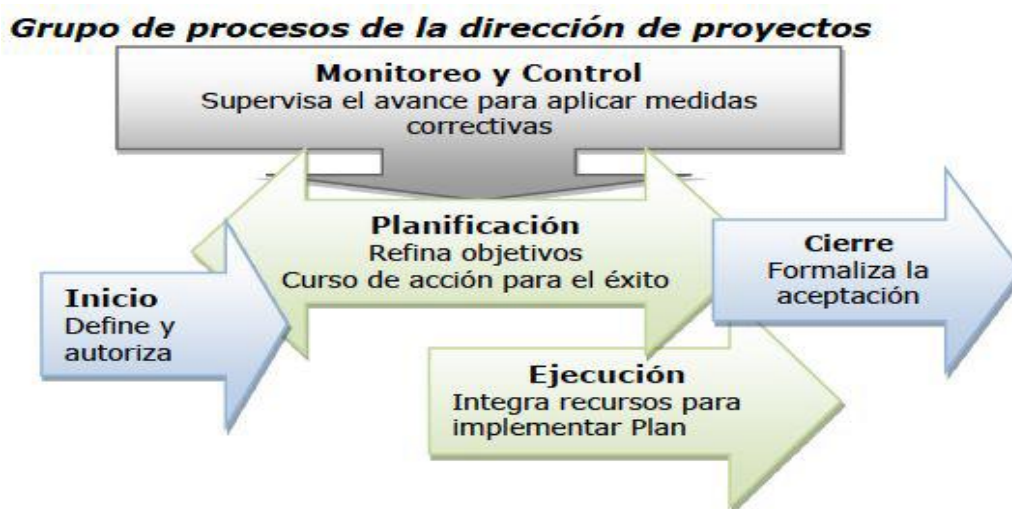 Grupo de procesos de la dirección de proyectos
Monitoreo y Control
Supervisa el avance para aplicar medidas
correctivas
Planificación
Refina objetivos
Curso de acción para el éxito
Inicio
Define y
autoriza
Cierre
Formaliza la
aceptación
Ejecución
Integra recursos para
implementar Plan